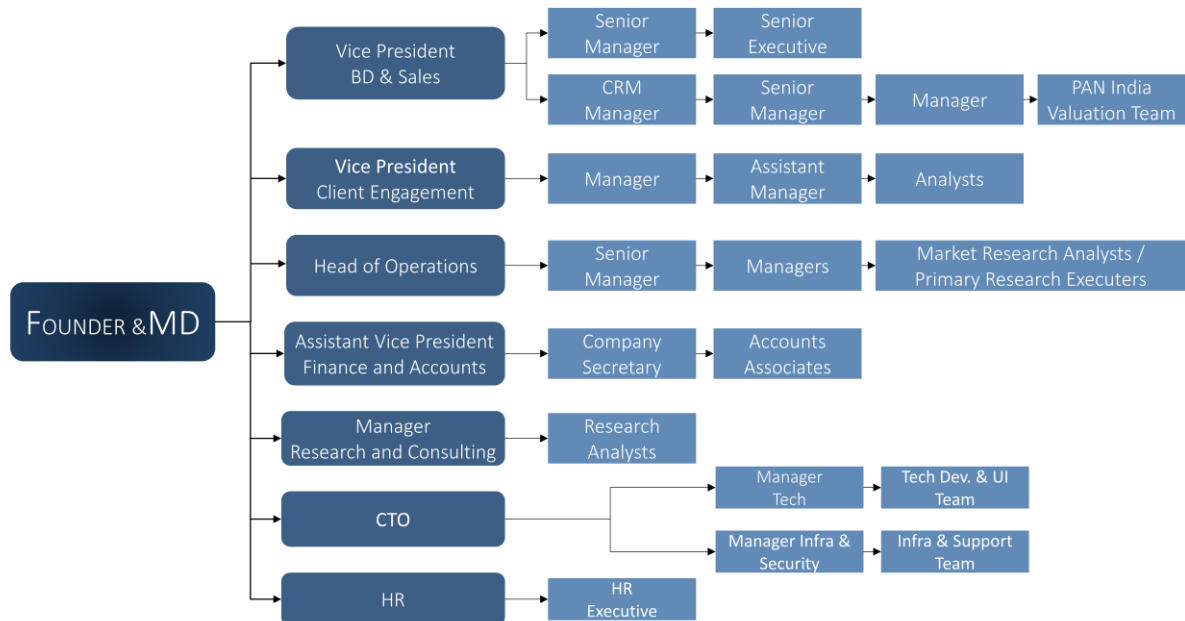 Senior
Manager
Senior
Executive
Vice President
BD & Sales
CRM
Manager
Senior
Manager
Manager
PAN India
Valuation Team
Vice President
Client Engagement
Manager
Assistant
Manager
Analysts
Head of Operations
Senior
Manager
Managers
Market Research Analysts /
Primary Research Executers
FOUNDER &MD
Assistant Vice President
Finance and Accounts
Company
Secretary
Accounts
Associates
Manager
Research and Consulting
Research
Analysts
CTO
Manager
Tech
Tech Dev. & UI
Team
Manager Infra &
Security
Infra & Support
Team
HR
HR
Executive